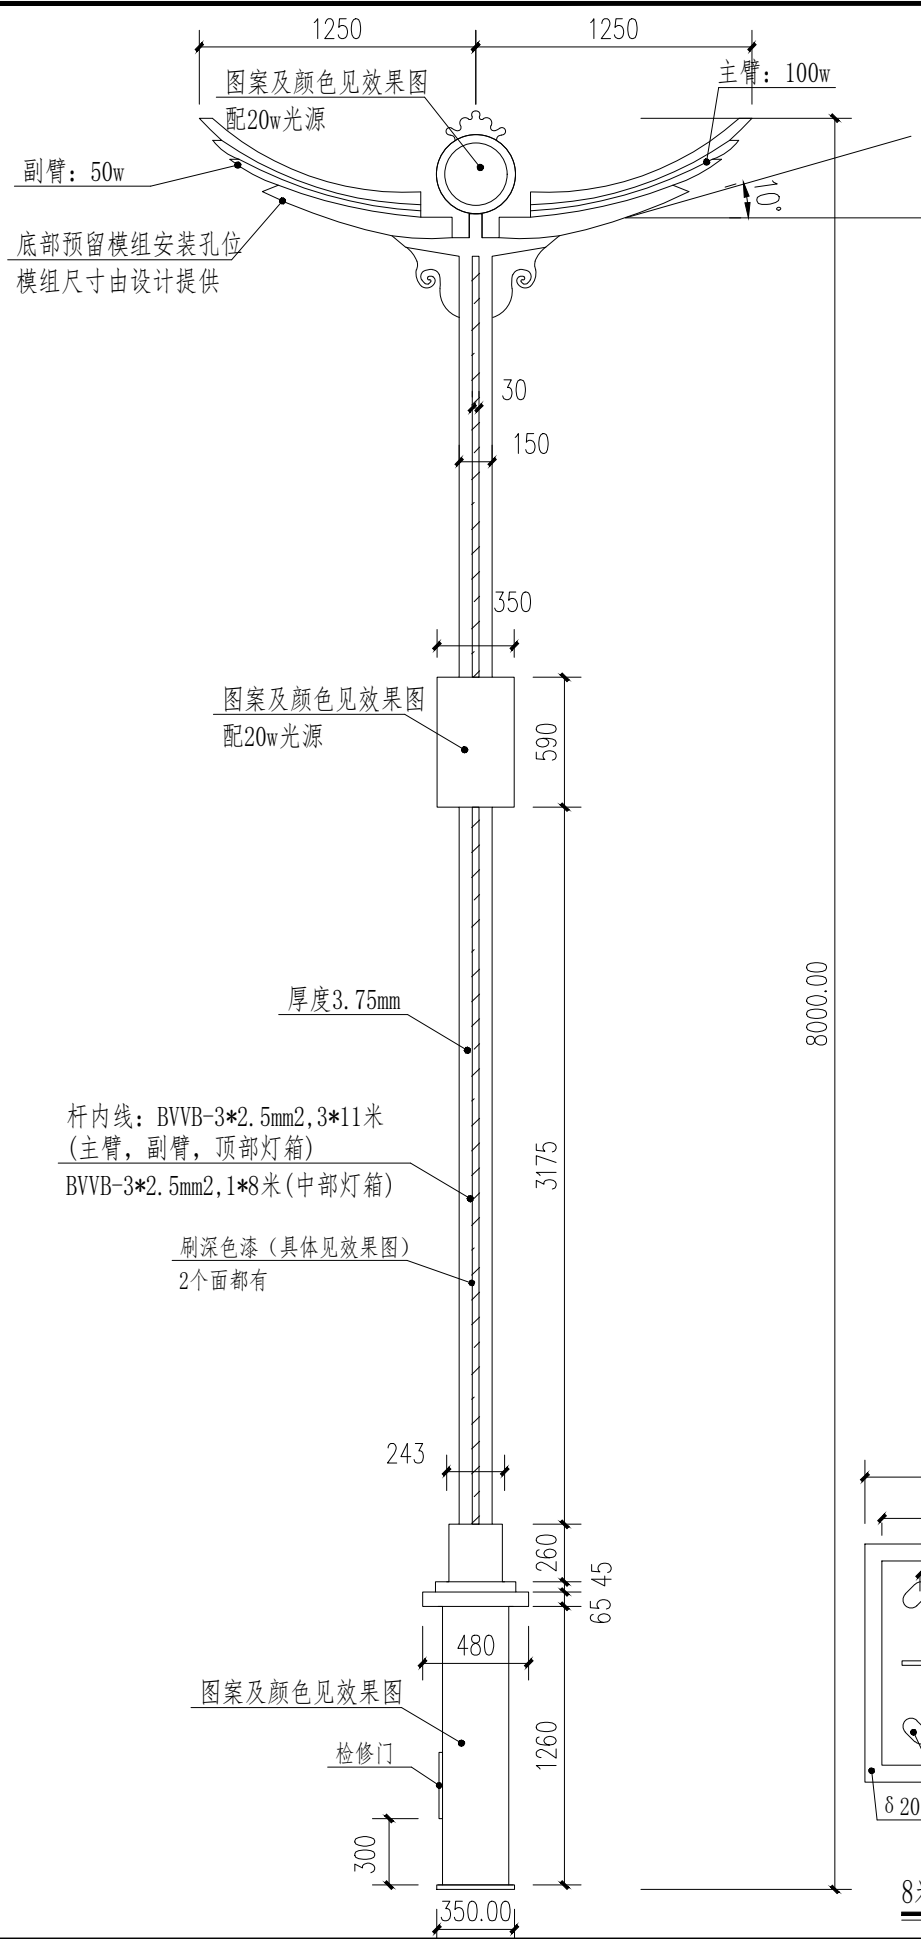 1250
1250
图案及颜色见效果图
配20w光源
主臂：100w
副臂：50w
10°
底部预留模组安装孔位
模组尺寸由设计提供
30
150
350
图案及颜色见效果图
配20w光源
590
8000.00
厚度3.75mm
杆内线：BVVB-3*2.5mm2,3*11米
(主臂，副臂，顶部灯箱)
BVVB-3*2.5mm2,1*8米(中部灯箱)
3175
刷深色漆（具体见效果图）
2个面都有
243
260
45
65
480
图案及颜色见效果图
检修门
1260
δ20
300
350.00